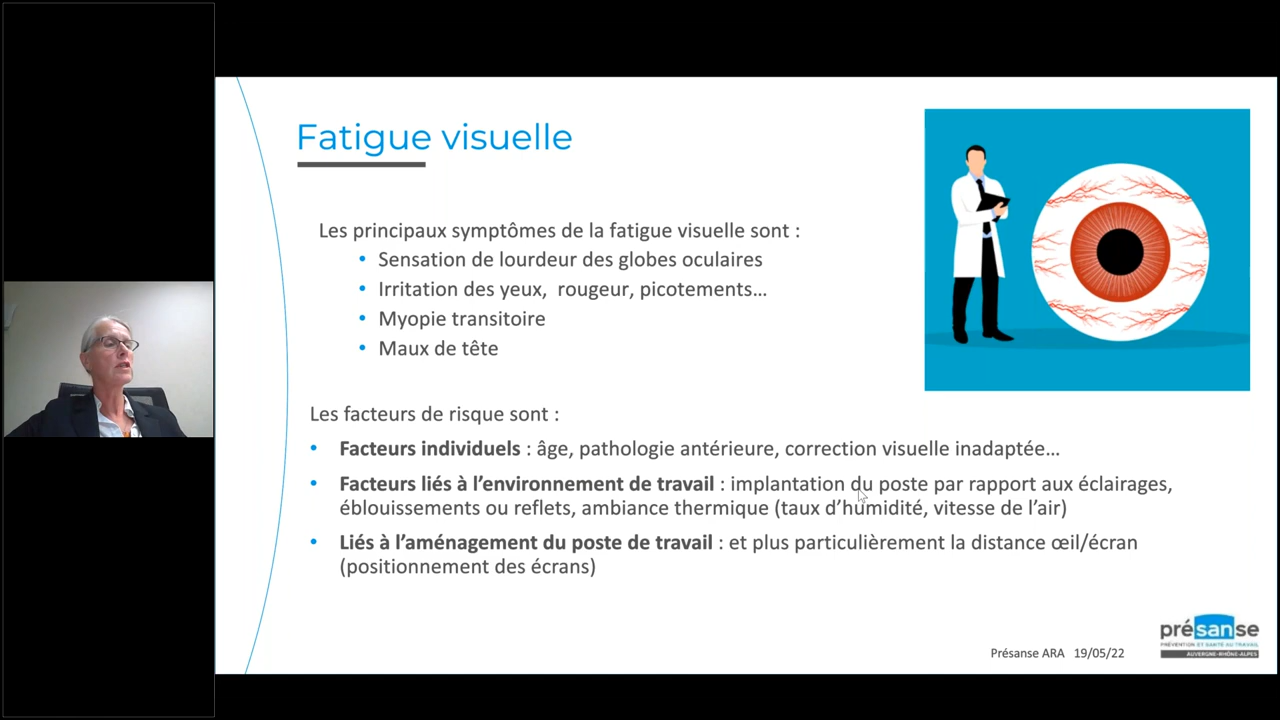 Fatigue visuelle
Les principaux symptômes de la fatigue visuelle sont :
• Sensation de lourdeur des globes oculaires
• Irritation des yeux,  rougeur, picotements…
• Myopie transitoire
• Maux de tête
Les facteurs de risque sont :
• Facteurs individuels : âge, pathologie antérieure, correction visuelle inadaptée…
• Facteurs liés à l’environnement de travail : implantation du poste par rapport aux éclairages,
éblouissements ou reflets, ambiance thermique (taux d’humidité, vitesse de l’air)
• Liés à l’aménagement du poste de travail : et plus particulièrement la distance œil/écran
(positionnement des écrans)
Présanse ARA   19/05/22
présanse
PRÉVENTION ET SANTÉ AU TRAVAIL
AUVERGNE-RHÔNE-ALPES